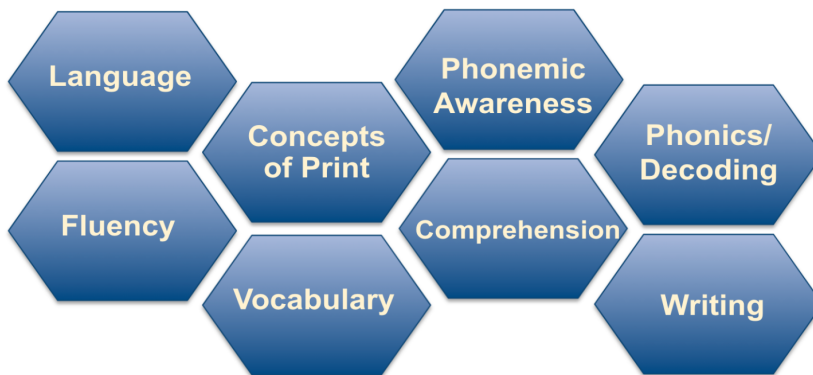 Language
Concepts
of Print
Phonemic
Awareness
Phonics/
Decoding
Fluency
Vocabulary
Comprehension
Writing